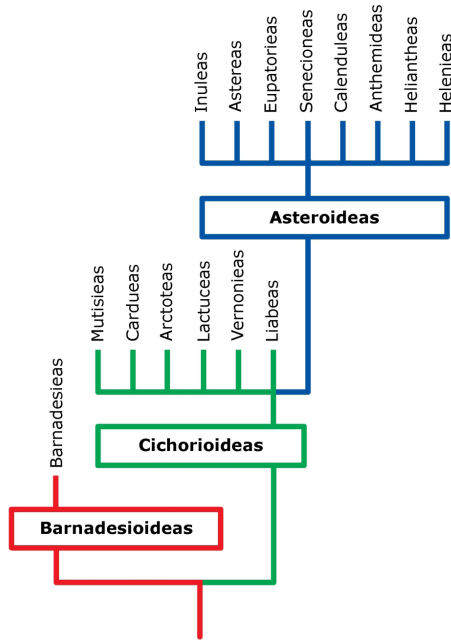 Inuleas
Astereas
Eupatorieas
Senecioneas
Calenduleas
Anthemideas
Heliantheas
Helenieas
Asteroideas
Mutisieas
Cardueas
Arctoteas
Lactuceas
Vernonieas
Liabeas
Cichorioideas
Barnadesieas
Barnadesioideas